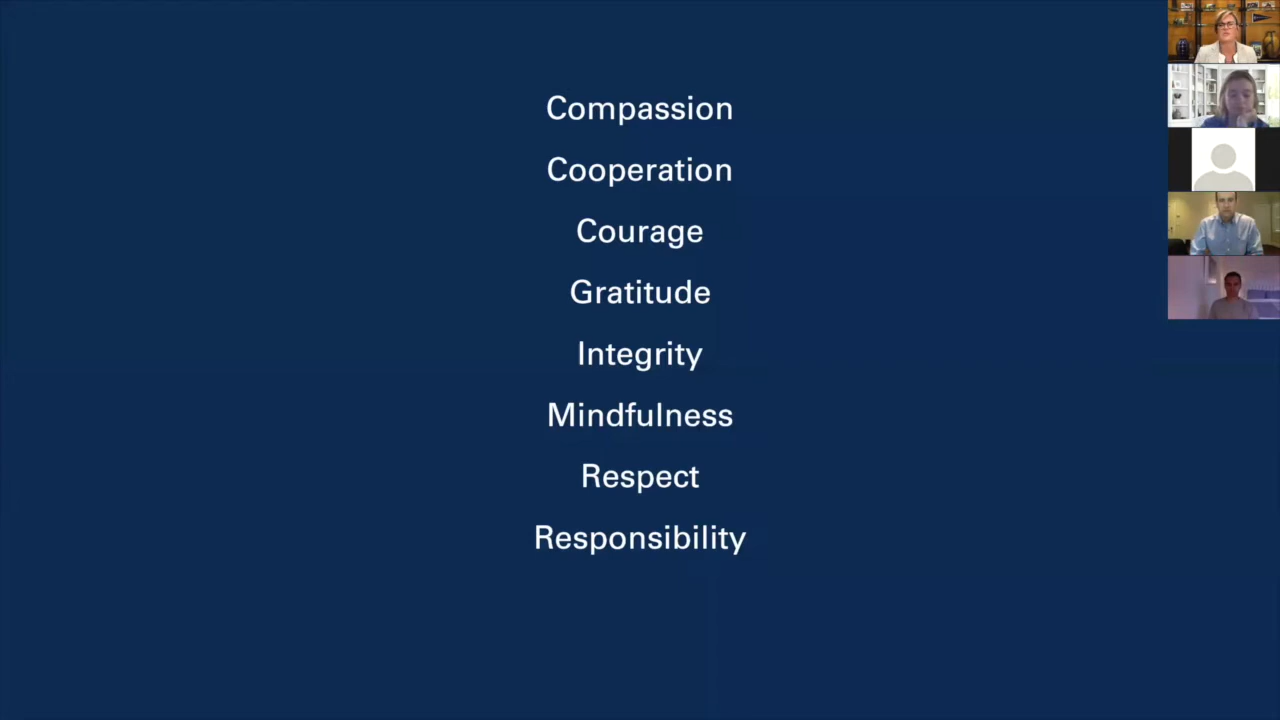 Compassion
Cooperation
Courage
Gratitude
Integrity
Mindfulness
Respect
Responsibility